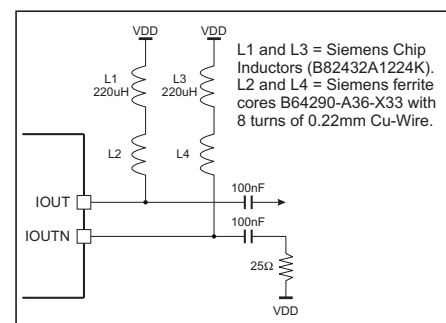 VDD VDD
L1 and L3 = Siemens Chip
Inductors (B82432A1224K).
L2 and L4 = Siemens ferrite
cores B64290-A36-X33 with
8 turns of 0.22mm Cu-Wire.
L1
220uH
L3
220uH
L2
L4
100nF
IOUT
100nF
IOUTN
25Ω
VDD